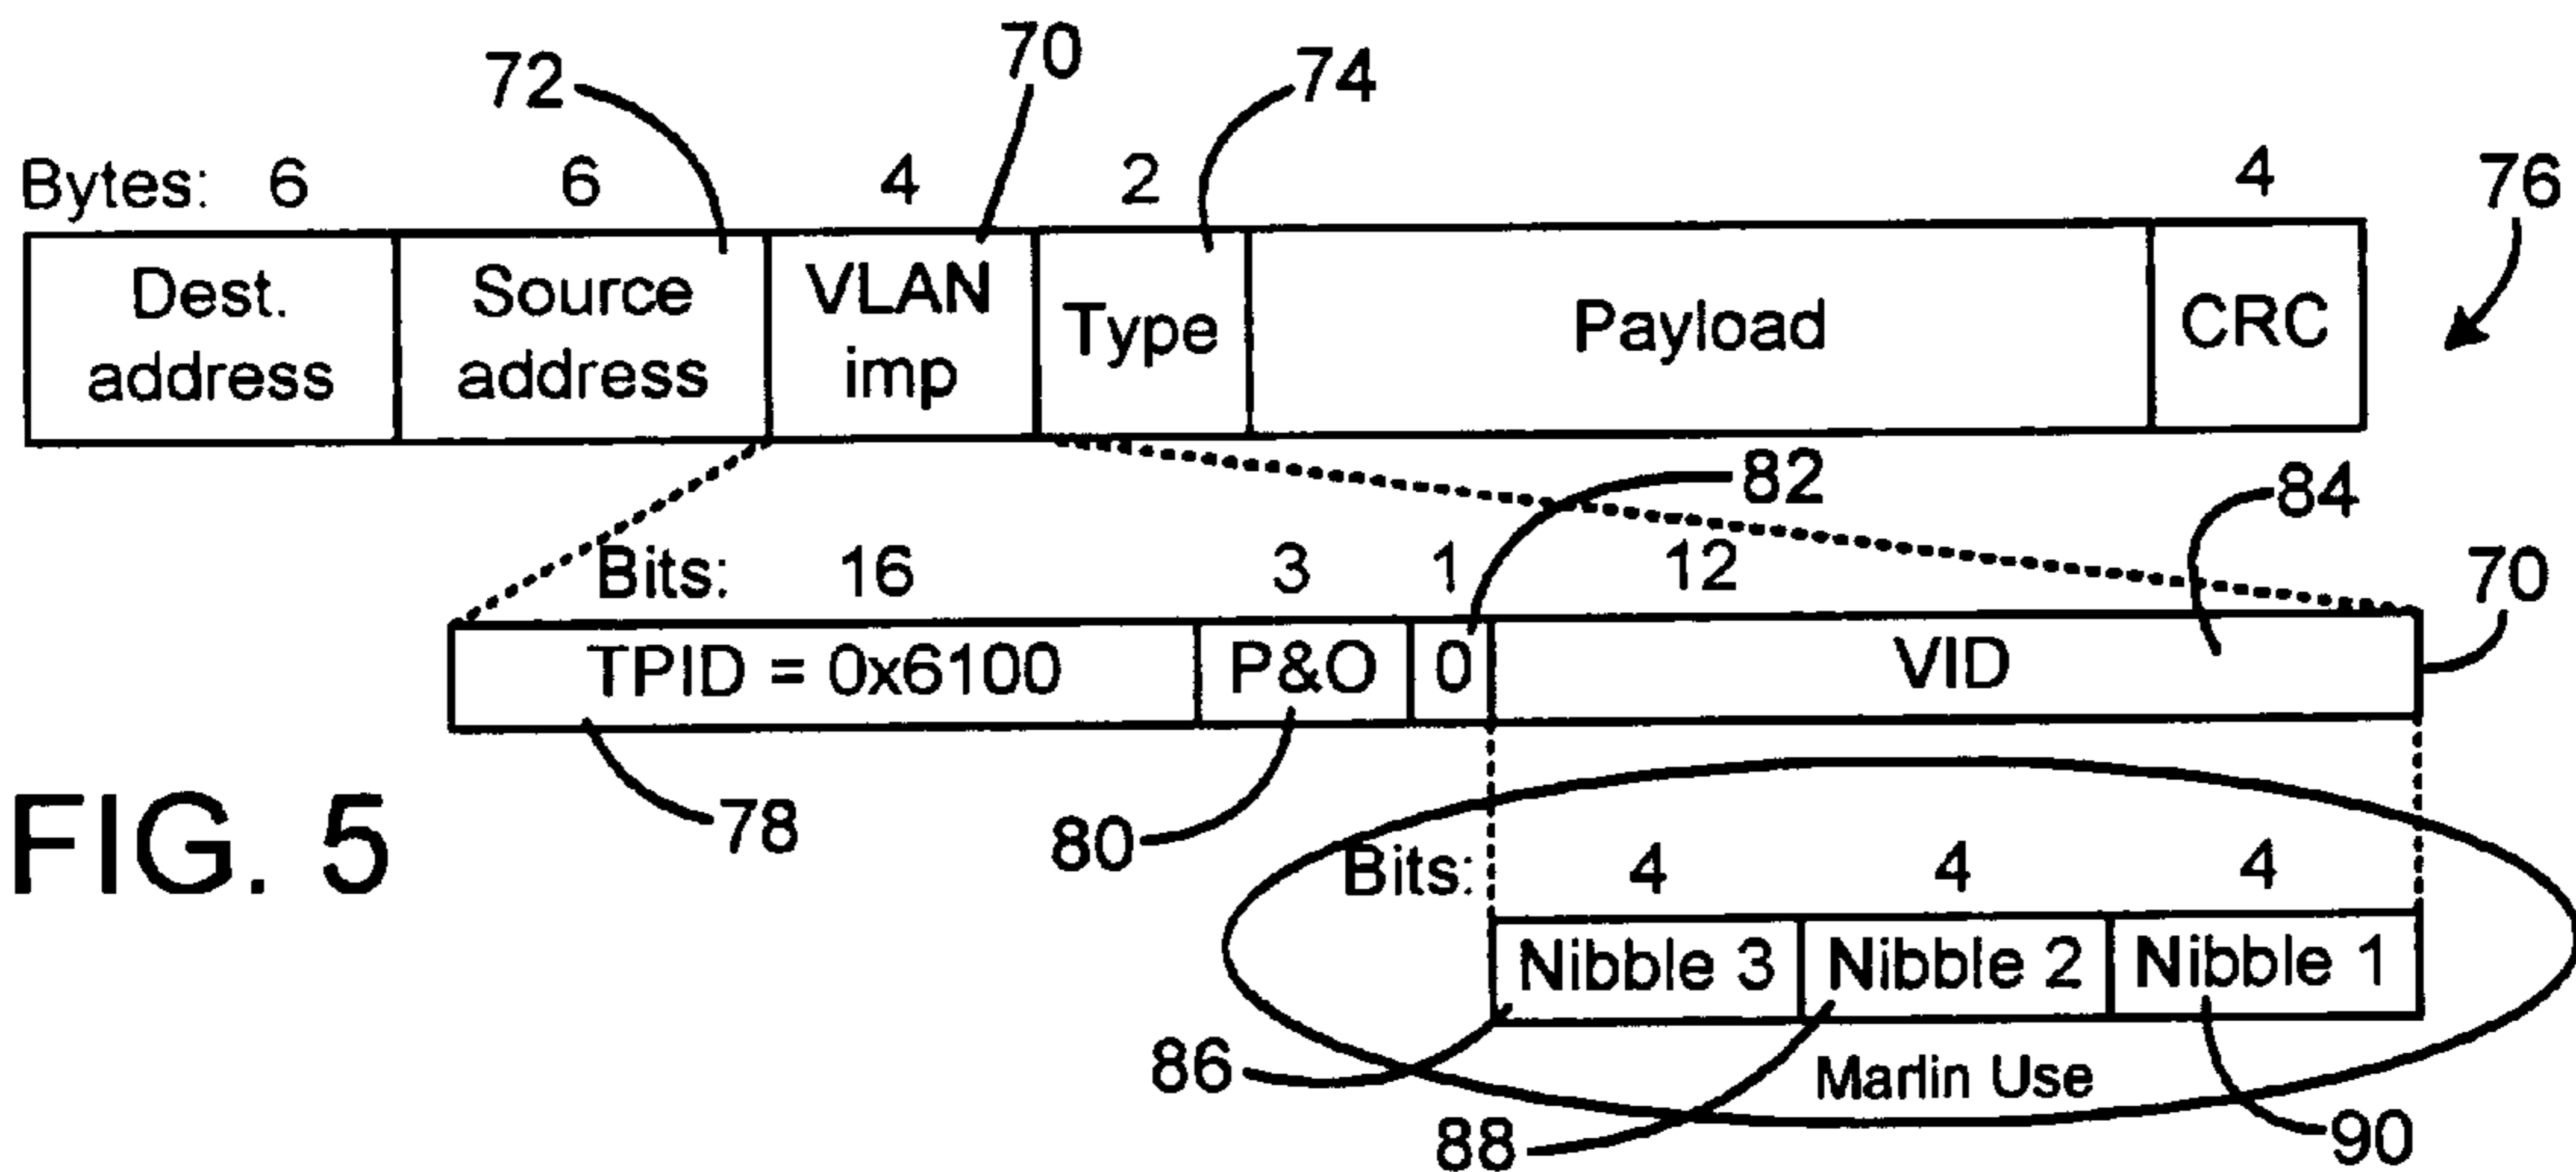 72 70 74
Bytes: 6 6 4 2 4 76
Dest. address
Source address
VLAN imp
Type
Payload
CRC
82
84
Bits: 16 3 1 12
70
TPID = 0x6100 P&O 0 VID
FIG. 5
78
80
Bits: 4 4 4
Nibble 3 Nibble 2 Nibble 1
86
Marlin Use
88
90